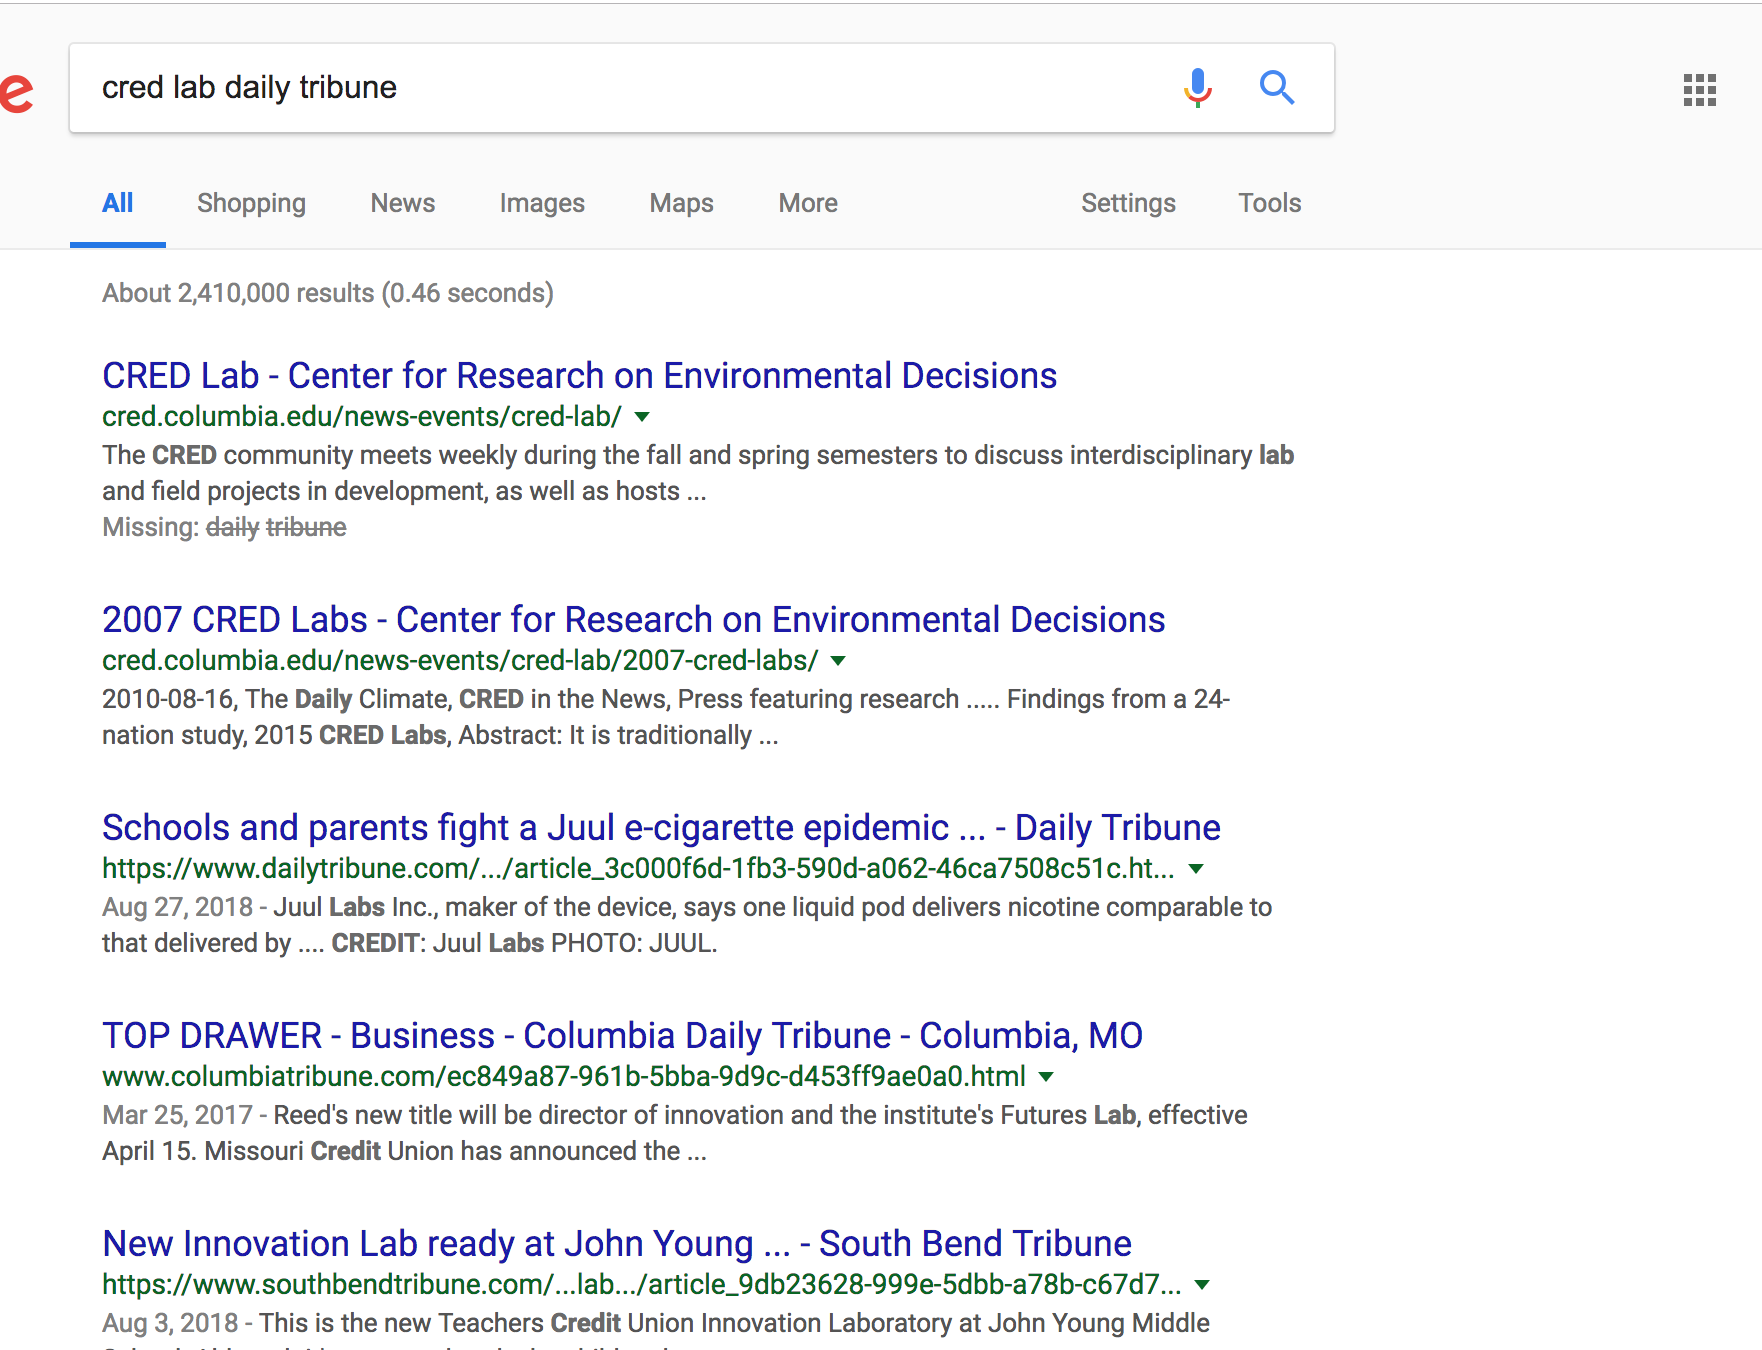 e
cred lab daily tribune
All Shopping News Images Maps More Settings Tools
About 2,410,000 results (0.46 seconds)
CRED Lab - Center for Research on Environmental Decisions
cred.columbia.edu/news-events/cred-lab/
The CRED community meets weekly during the fall and spring semesters to discuss interdisciplinary lab
and field projects in development, as well as hosts ...
Missing: daily tribune
2007 CRED Labs - Center for Research on Environmental Decisions
cred.columbia.edu/news-events/cred-lab/2007-cred-labs/
2010-08-16, The Daily Climate, CRED in the News, Press featuring research ..... Findings from a 24-
nation study, 2015 CRED Labs, Abstract: It is traditionally ...
Schools and parents fight a Juul e-cigarette epidemic ... - Daily Tribune
https://www.dailytribune.com/.../article_3c000f6d-1fb3-590d-a062-46ca7508c51c.ht...
Aug 27, 2018 - Juul Labs Inc., maker of the device, says one liquid pod delivers nicotine comparable to
that delivered by .... CREDIT: Juul Labs PHOTO: JUUL.
TOP DRAWER - Business - Columbia Daily Tribune - Columbia, MO
www.columbiatribune.com/ec849a87-961b-5bba-9d9c-d453ff9ae0a0.html
Mar 25, 2017 - Reed's new title will be director of innovation and the institute's Futures Lab, effective
April 15. Missouri Credit Union has announced the ...
New Innovation Lab ready at John Young ... - South Bend Tribune
https://www.southbendtribune.com/...lab.../article_9db23628-999e-5dbb-a78b-c67d7...
Aug 3, 2018 - This is the new Teachers Credit Union Innovation Laboratory at John Young Middle